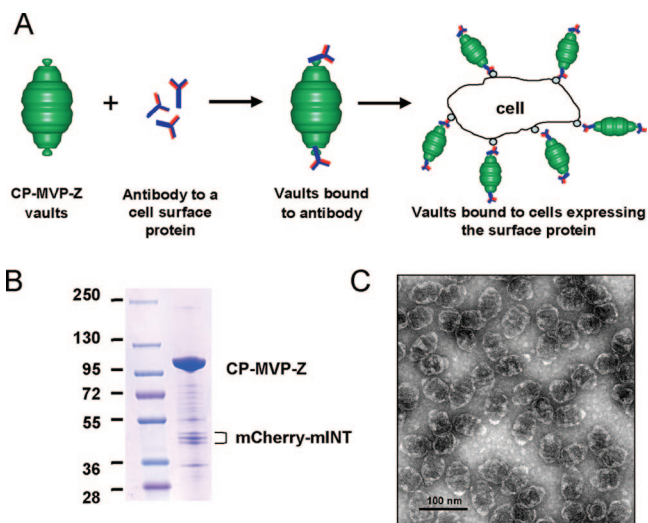 A
+
cell
CP-MVP-Z
vaults
Antibody to a
cell surface
protein
Vaults bound
to antibody
Vaults bound to cells expressing
the surface protein
B
250
130
95
72
55
36
28
CP-MVP-Z
mCherry-mINT
C
100 nm